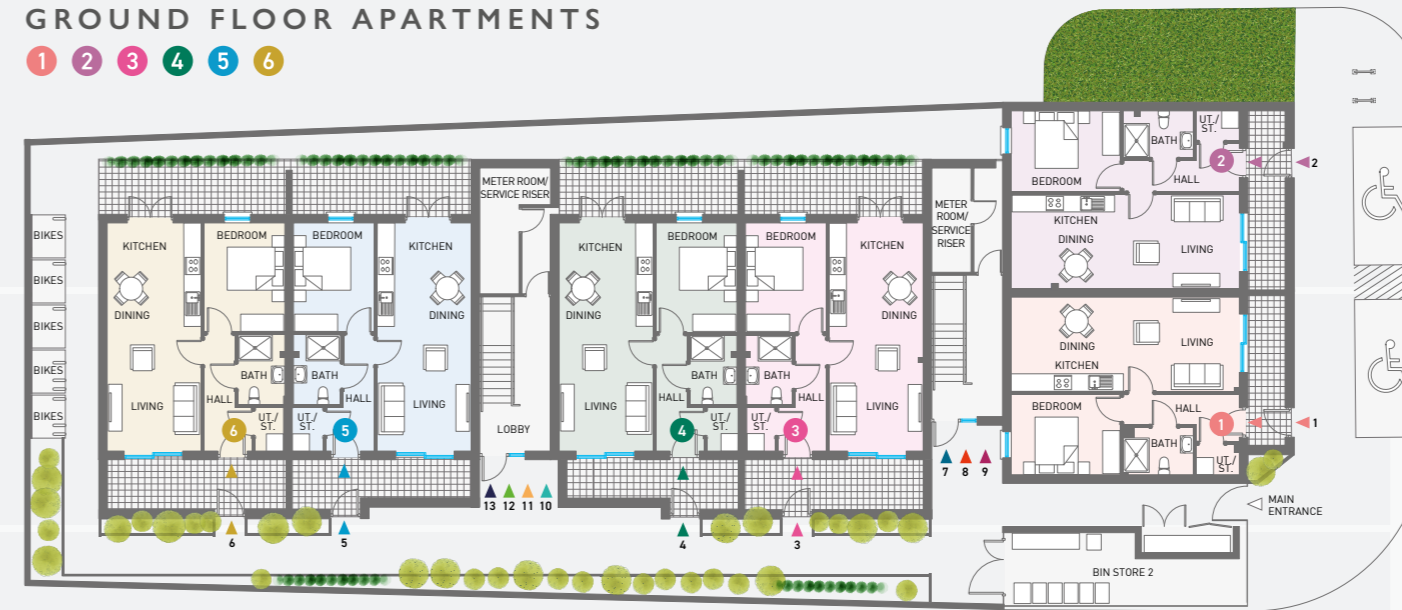 GROUND FLOOR APARTMENTS
1 2 3 4 5 6
BIKES
BIKES
BIKES
BIKES
BIKES
KITCHEN
DINING
LIVING
BEDROOM
BATH
HALL
UT./
ST.
6
6
BEDROOM
KITCHEN
DINING
BATH
HALL
LIVING
UT./
ST.
5
5
METER ROOM/
SERVICE RISER
LOBBY
13 12 11 10
KITCHEN
DINING
LIVING
BEDROOM
BATH
HALL
UT./
ST.
4
4
BEDROOM
KITCHEN
DINING
BATH
HALL
LIVING
UT./
ST.
3
3
METER
ROOM/
SERVICE
RISER
7 8 9
BEDROOM
BATH
UT./
ST.
HALL
2
2
KITCHEN
DINING
LIVING
DINING
KITCHEN
LIVING
BEDROOM
HALL
BATH
UT./
ST.
1
1
MAIN
ENTRANCE
BIN STORE 2